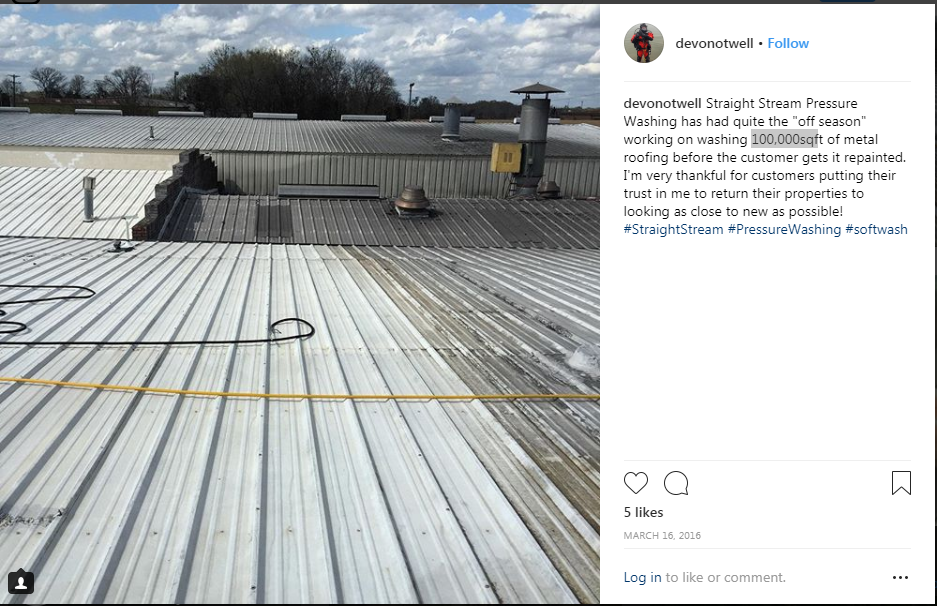 devonotwell • Follow
devonotwell Straight Stream Pressure
Washing has had quite the "off season"
working on washing 100,000sqft of metal
roofing before the customer gets it repainted.
I'm very thankful for customers putting their
trust in me to return their properties to
looking as close to new as possible!
#StraightStream #PressureWashing #softwash
5 likes
MARCH 16, 2016
Log in to like or comment.